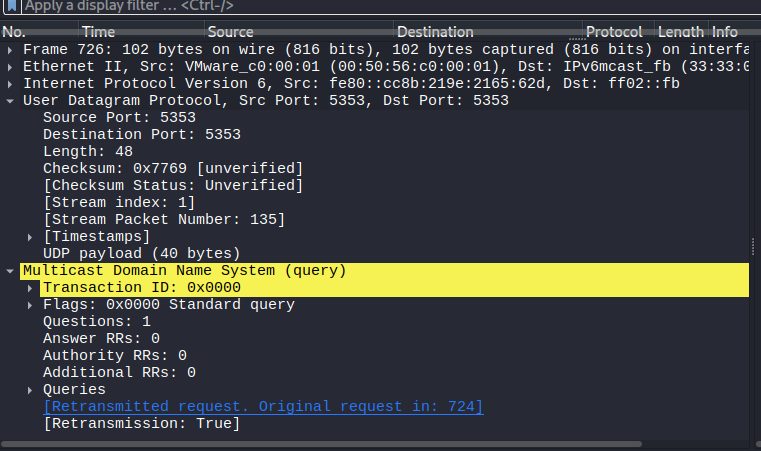 Apply a display filter … <Ctrl-/>
No. Time Source Destination Protocol Length Info
Frame 726: 102 bytes on wire (816 bits), 102 bytes captured (816 bits) on interfa
Ethernet II, Src: VMware_c0:00:01 (00:50:56:c0:00:01), Dst: IPv6mcast_fb (33:33:0
Internet Protocol Version 6, Src: fe80::cc8b:219e:2165:62d, Dst: ff02::fb
User Datagram Protocol, Src Port: 5353, Dst Port: 5353
Source Port: 5353
Destination Port: 5353
Length: 48
Checksum: 0x7769 [unverified]
[Checksum Status: Unverified]
[Stream index: 1]
[Stream Packet Number: 135]
[Timestamps]
UDP payload (40 bytes)
Multicast Domain Name System (query)
Transaction ID: 0x0000
Flags: 0x0000 Standard query
Questions: 1
Answer RRs: 0
Authority RRs: 0
Additional RRs: 0
Queries
[Retransmitted request. Original request in: 724]
[Retransmission: True]